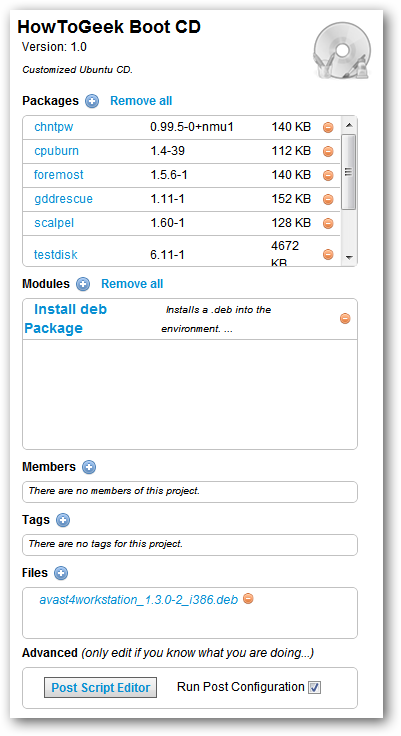 HowToGeek Boot CD
Version: 1.0
Customized Ubuntu CD.
Packages Remove all
chntpw 0.99.5-0+nmu1 140 KB
cpuburn 1.4-39 112 KB
foremost 1.5.6-1 140 KB
gddrescue 1.11-1 152 KB
scalpel 1.60-1 128 KB
testdisk 6.11-1 4672 KB
Modules Remove all
Install deb Package Installs a .deb into the environment. ...
Members
There are no members of this project.
Tags
There are no tags for this project.
Files
avast4workstation_1.3.0-2_i386.deb
Advanced (only edit if you know what you are doing...)
Post Script Editor Run Post Configuration